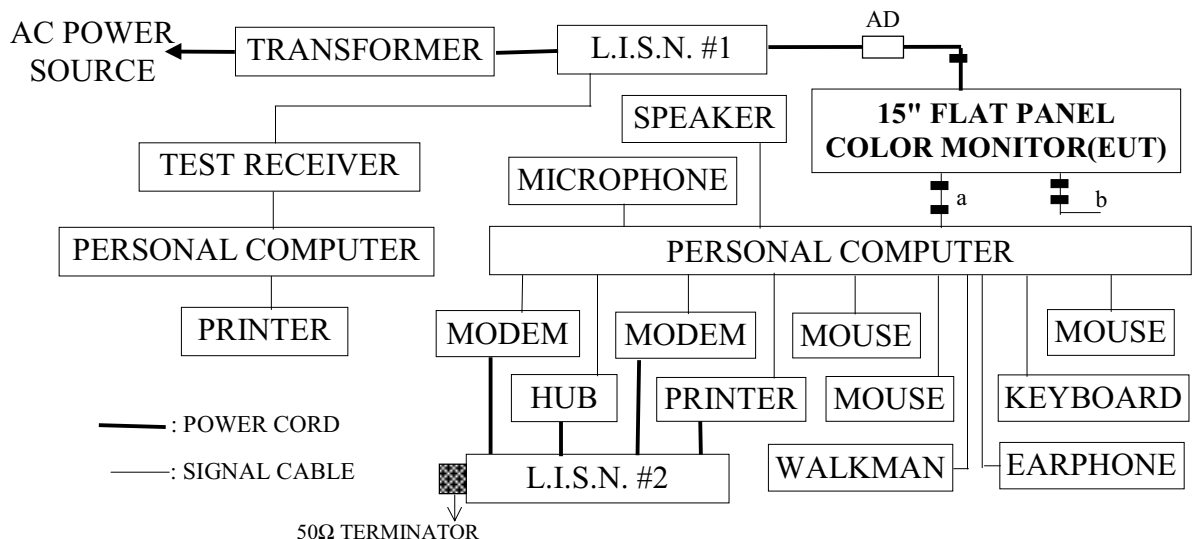 AD
AC POWER
SOURCE
TRANSFORMER
L.I.S.N. #1
SPEAKER
15" FLAT PANEL
COLOR MONITOR(EUT)
TEST RECEIVER
MICROPHONE
a
b
PERSONAL COMPUTER
PERSONAL COMPUTER
PRINTER
MODEM
MODEM
MOUSE
MOUSE
HUB
PRINTER
MOUSE
KEYBOARD
: POWER CORD
: SIGNAL CABLE
L.I.S.N. #2
WALKMAN
EARPHONE
50Ω TERMINATOR